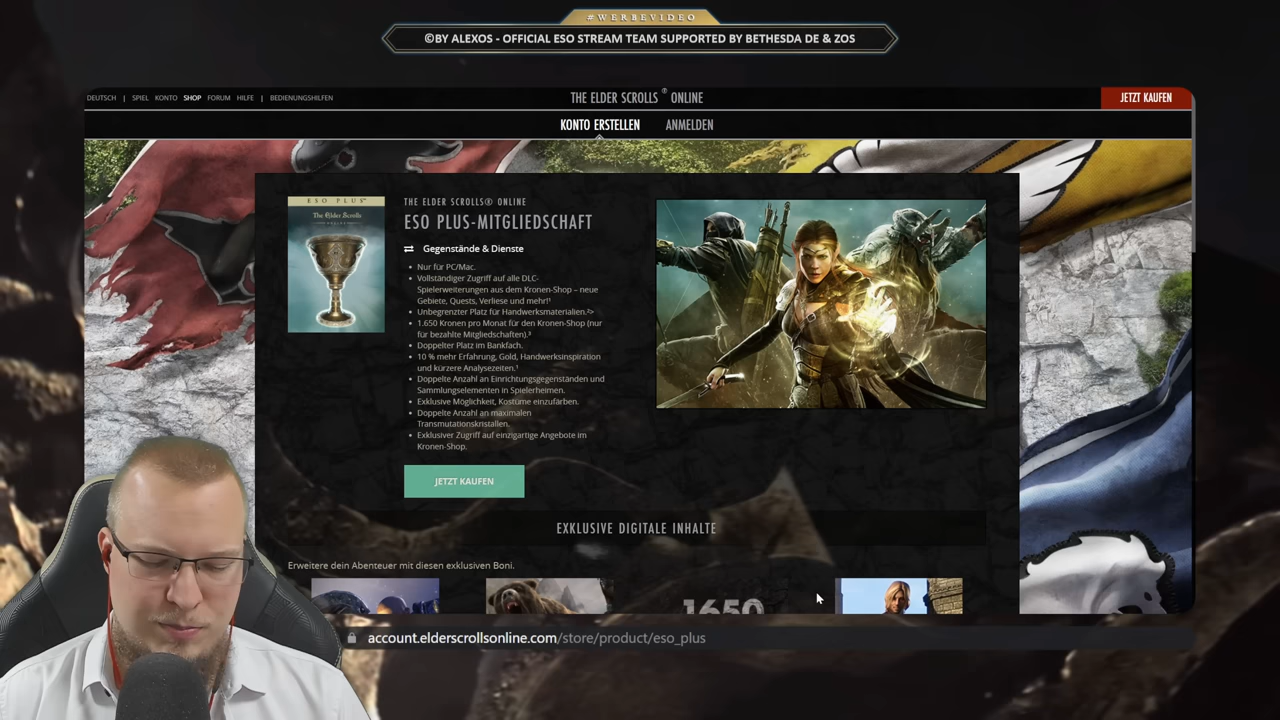 #WERBEVIDEO
©BY ALEXOS - OFFICIAL ESO STREAM TEAM SUPPORTED BY BETHESDA DE & ZOS
DEUTSCH | SPIEL KONTO SHOP FORUM HILFE | BEDIENUNGSHILFEN
THE ELDER SCROLLS® ONLINE
JETZT KAUFEN
KONTO ERSTELLEN ANMELDEN
ESO PLUS™
The Elder Scrolls
ONLINE
THE ELDER SCROLLS® ONLINE
ESO PLUS-MITGLIEDSCHAFT
Gegenstände & Dienste
• Nur für PC/Mac.
• Vollständiger Zugriff auf alle DLC-
Spielerweiterungen aus dem Kronen-Shop – neue
Gebiete, Quests, Verliese und mehr!¹
• Unbegrenzter Platz für Handwerksmaterialien.²>
• 1.650 Kronen pro Monat für den Kronen-Shop (nur
für bezahlte Mitgliedschaften).³
• Doppelter Platz im Bankfach.
• 10 % mehr Erfahrung, Gold, Handwerksinspiration
und kürzere Analysezeiten.¹
• Doppelte Anzahl an Einrichtungsgegenständen und
Sammlungselementen in Spielerheimen.
• Exklusive Möglichkeit, Kostüme einzufärben.
• Doppelte Anzahl an maximalen
Transmutationskristallen.
• Exklusiver Zugriff auf einzigartige Angebote im
Kronen-Shop.
JETZT KAUFEN
EXKLUSIVE DIGITALE INHALTE
Erweitere dein Abenteuer mit diesen exklusiven Boni.
1650
account.elderscrollsonline.com/store/product/eso_plus